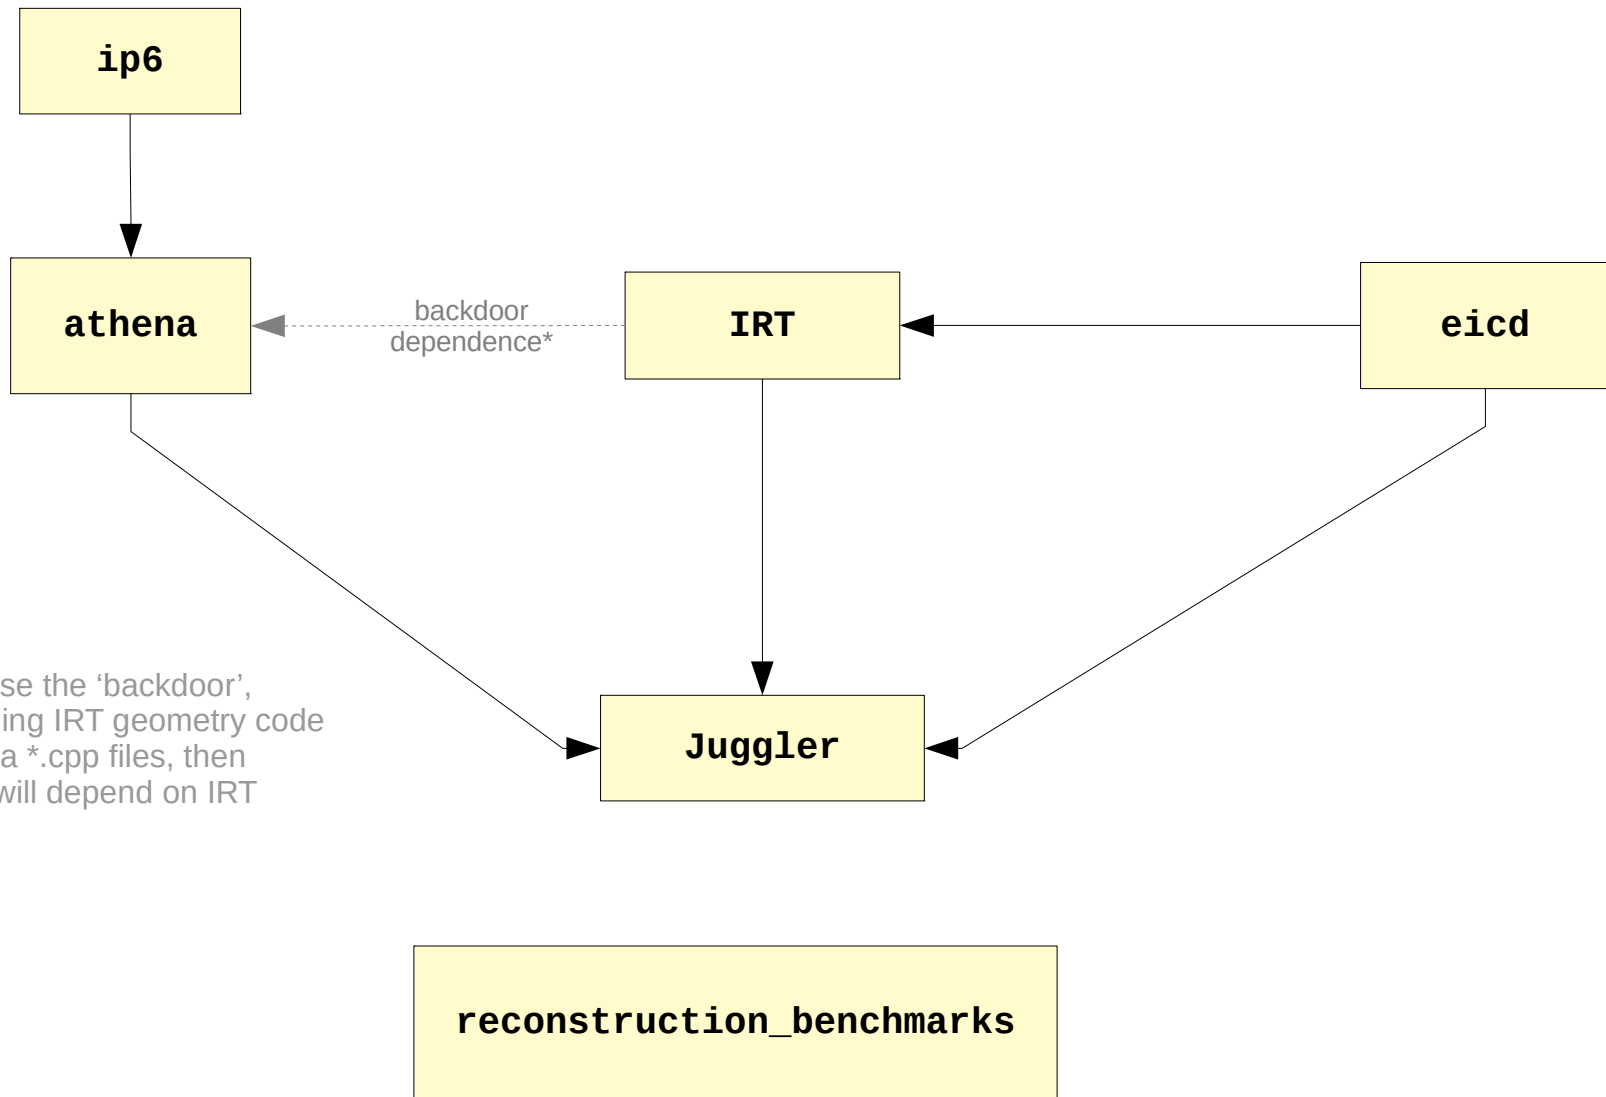 ip6
athena
backdoor
dependence*
IRT
eicd
se the ‘backdoor’,
ing IRT geometry code
a *.cpp files, then
will depend on IRT
Juggler
reconstruction_benchmarks